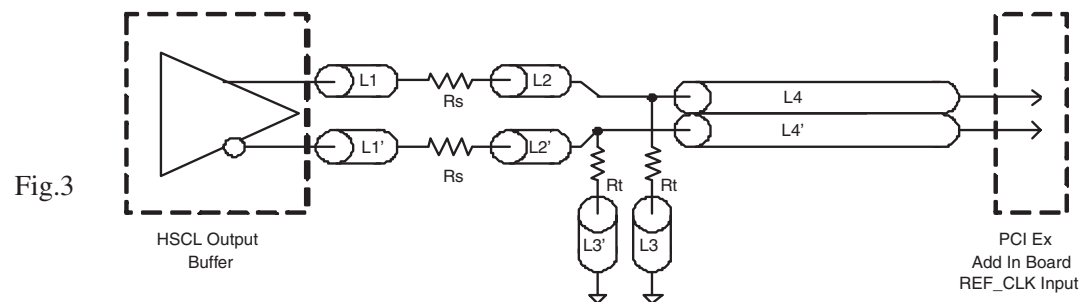 L1
Rs
L2
L4
L1'
Rs
L2'
L4'
Rt
Rt
L3'
L3
Fig.3
HSCL Output
Buffer
PCI Ex
Add In Board
REF_CLK Input